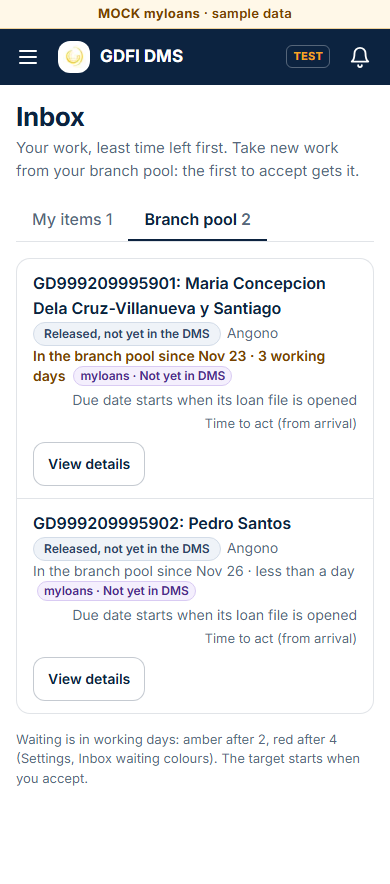 MOCK myloans · sample data
GDFI DMS
TEST
Inbox
Your work, least time left first. Take new work
from your branch pool: the first to accept gets it.
My items 1
Branch pool 2
GD999209995901: Maria Concepcion
Dela Cruz-Villanueva y Santiago
Released, not yet in the DMS Angono
In the branch pool since Nov 23 · 3 working
days myloans · Not yet in DMS
Due date starts when its loan file is opened
Time to act (from arrival)
View details
GD999209995902: Pedro Santos
Released, not yet in the DMS Angono
In the branch pool since Nov 26 · less than a day
myloans · Not yet in DMS
Due date starts when its loan file is opened
Time to act (from arrival)
View details
Waiting is in working days: amber after 2, red after 4
(Settings, Inbox waiting colours). The target starts when
you accept.